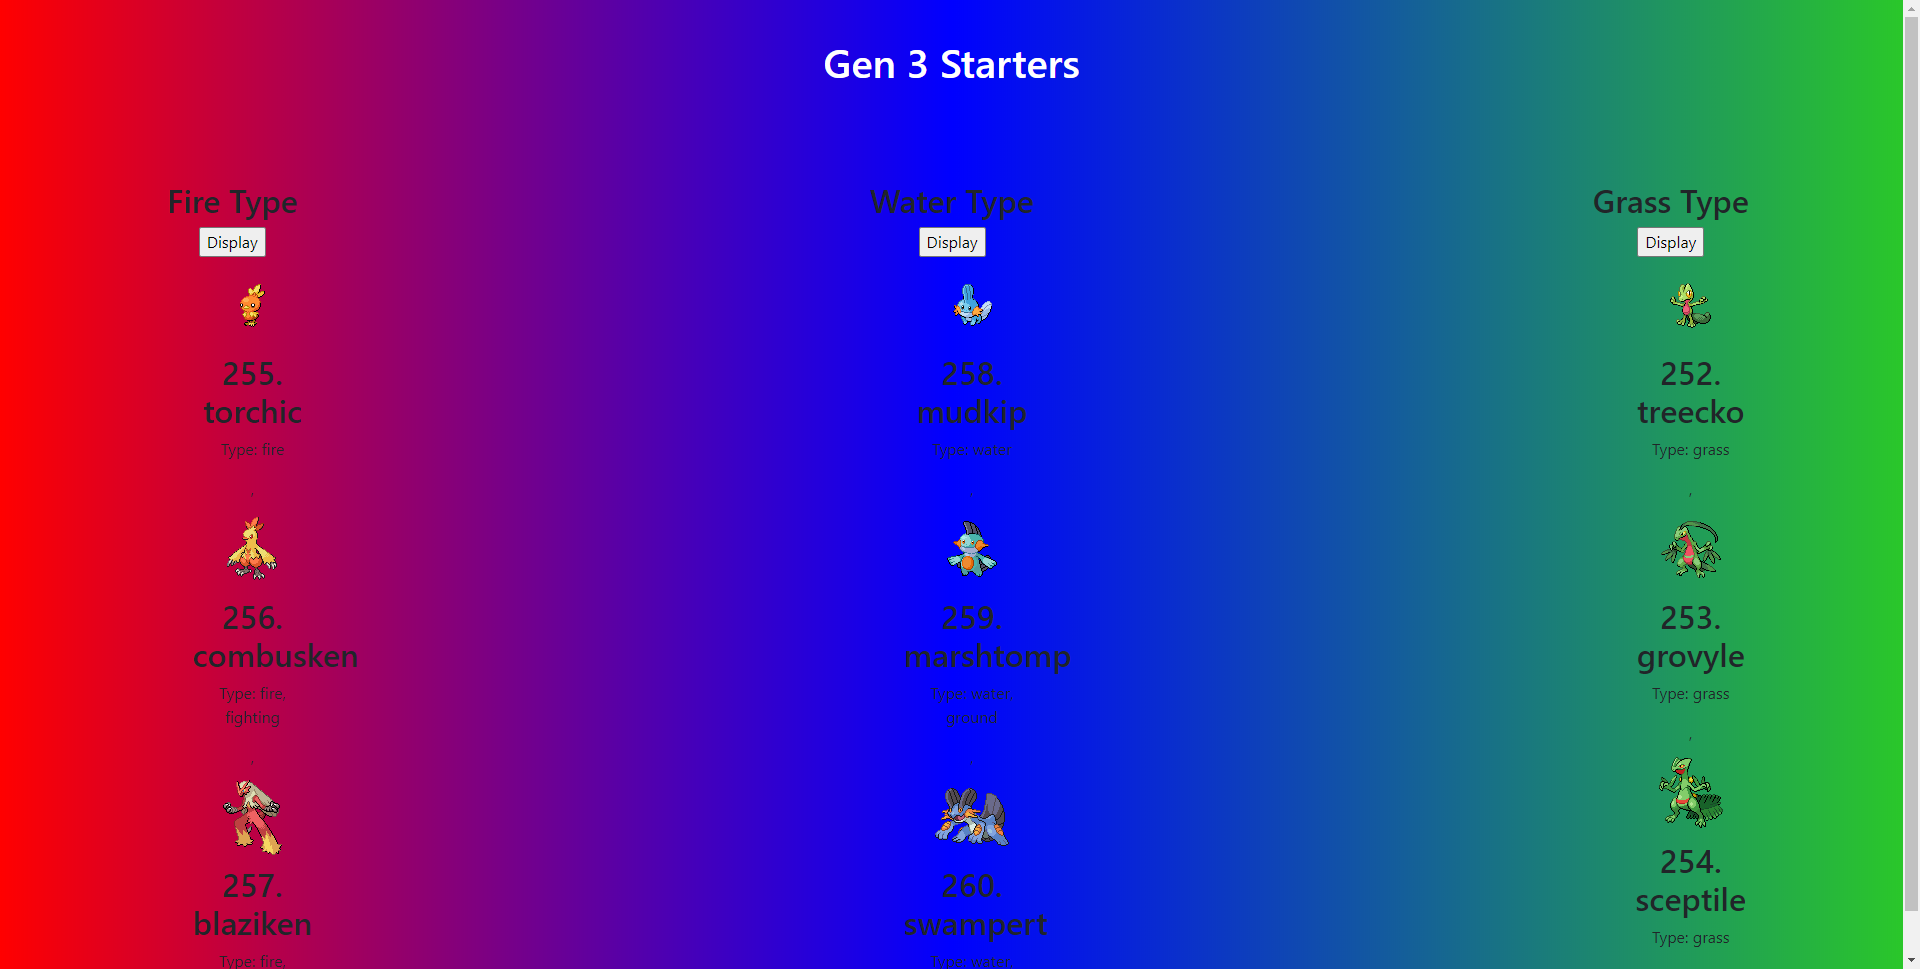 Gen 3 Starters
Fire Type
Display
255.
torchic
Type: fire
,
256.
combusken
Type: fire,
fighting
,
257.
blaziken
Type: fire,
Water Type
Display
258.
mudkip
Type: water
,
259.
marshtomp
Type: water,
ground
,
260.
swampert
Type: water,
Grass Type
Display
252.
treecko
Type: grass
,
253.
grovyle
Type: grass
,
254.
sceptile
Type: grass